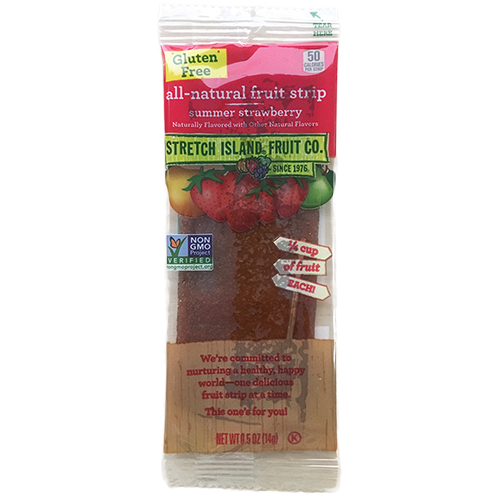 TEAR
HERE
Gluten
Free
50
CALORIES
PER STRIP
all-natural fruit strip
summer strawberry
Naturally Flavored with Other Natural Flavors
STRETCH ISLAND FRUIT CO.
SINCE 1976.
NON
GMO
Project
VERIFIED
nongmoproject.org
½ cup
of fruit
EACH!
We're committed to
nurturing a healthy, happy
world—one delicious
fruit strip at a time.
This one's for you!
NET WT 0.5 OZ (14g)
K